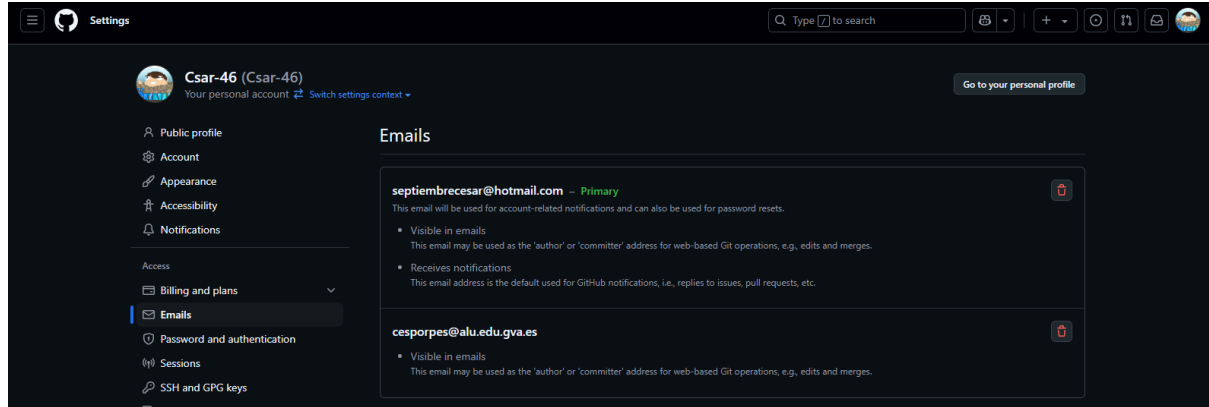 Settings
Type / to search
Csar-46 (Csar-46)
Your personal account Switch settings context
Go to your personal profile
Public profile
Account
Appearance
Accessibility
Notifications
Access
Billing and plans
Emails
Password and authentication
Sessions
SSH and GPG keys
Emails
septiembrecesar@hotmail.com – Primary
This email will be used for account-related notifications and can also be used for password resets.
Visible in emails
This email may be used as the 'author' or 'committer' address for web-based Git operations, e.g., edits and merges.
Receives notifications
This email address is the default used for GitHub notifications, i.e., replies to issues, pull requests, etc.
cesporpes@alu.edu.gva.es
Visible in emails
This email may be used as the 'author' or 'committer' address for web-based Git operations, e.g., edits and merges.